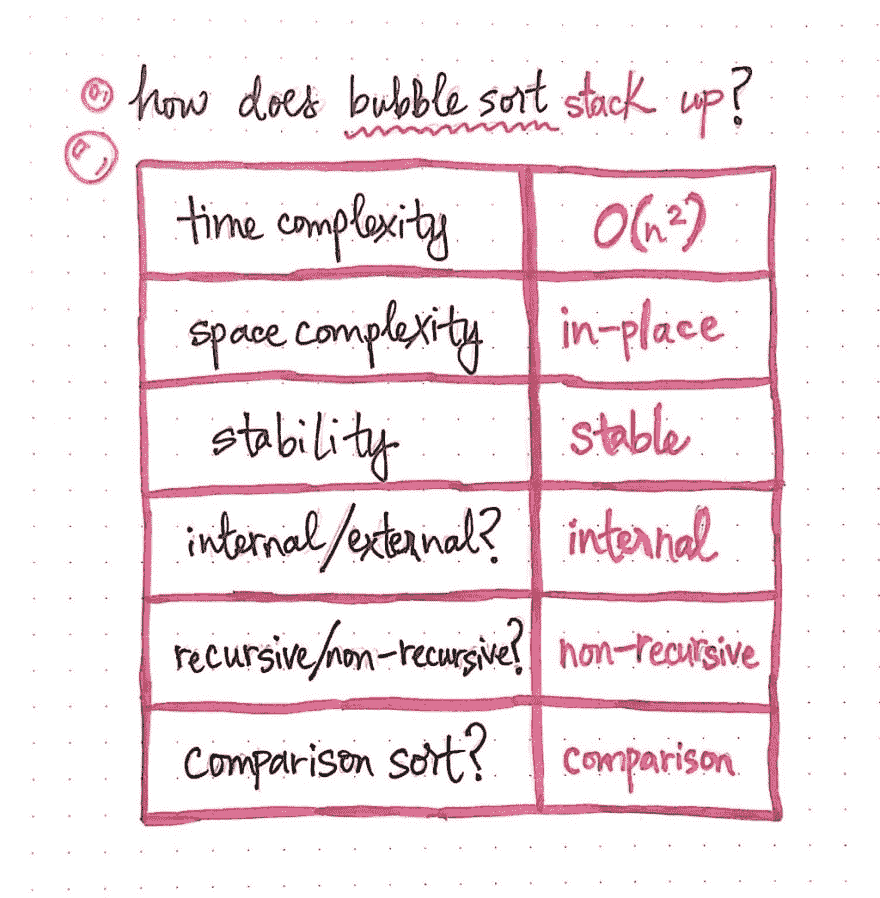 how does bubble sort stack up?
time complexity O(n²)
space complexity in-place
stability stable
internal/external? internal
recursive/non-recursive? non-recursive
comparison sort? comparison